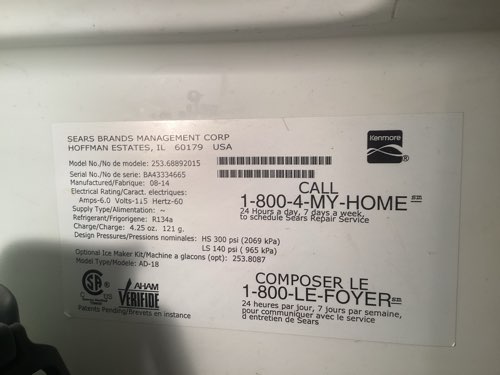 SEARS BRANDS MANAGEMENT CORP
HOFFMAN ESTATES, IL 60179 USA
Kenmore
®
Model No./No de modele: 253.68892015
Serial No./No de serie: BA43334665
Manufactured/Fabrique: 08-14
Electrical Rating/Caract. electriques:
Amps-6.0 Volts-115 Hertz-60
Supply Type/Alimentation: ~
Refrigerant/Frigorigene: R134a
Charge/Charge: 4.25 oz. 121 g.
Design Pressures/Pressions nominales: HS 300 psi (2069 kPa)
LS 140 psi ( 965 kPa)
Optional Ice Maker Kit/Machine a glacons (opt): 253.8087
Model Type/Modele Type: AD-18
CALL
1-800-4-MY-HOME℠
24 Hours a day, 7 days a week,
to schedule Sears Repair Service
COMPOSER LE
1-800-LE-FOYER℠
24 heures par jour, 7 jours par semaine,
pour communiquer avec le service
d entretien de Sears
SA
C US
AHAM
VERIFIDE
Patents Pending/Brevets en instance